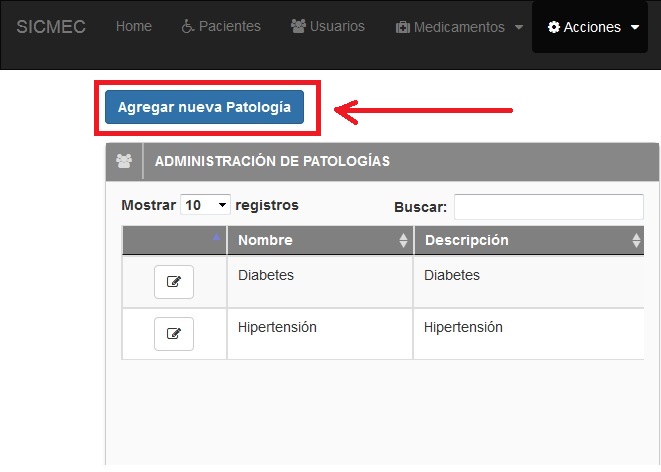 SICMEC Home Pacientes Usuarios Medicamentos Acciones
Agregar nueva Patología
ADMINISTRACIÓN DE PATOLOGÍAS
Mostrar 10 registros Buscar:
Nombre Descripción
Diabetes Diabetes
Hipertensión Hipertensión